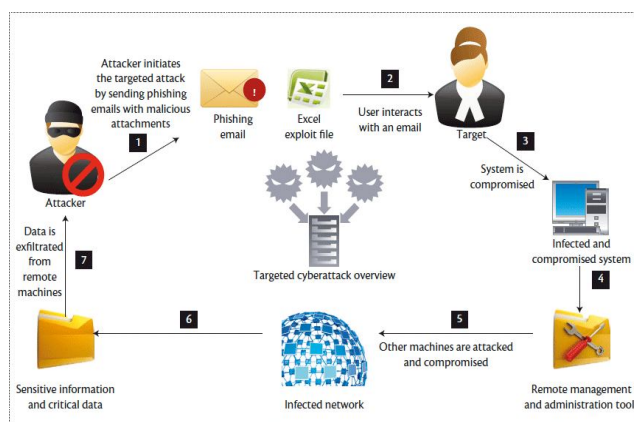 Attacker initiates
the targeted attack
by sending phishing
emails with malicious
attachments
1
Attacker
Phishing
email
!
Excel
exploit file
2
User interacts
with an email
Target
3
System is
compromised
Infected and
compromised system
4
Remote management
and administration tool
5
Other machines are attacked
and compromised
Infected network
6
Sensitive information
and critical data
7
Data is
exfiltrated
from
remote
machines
Targeted cyberattack overview